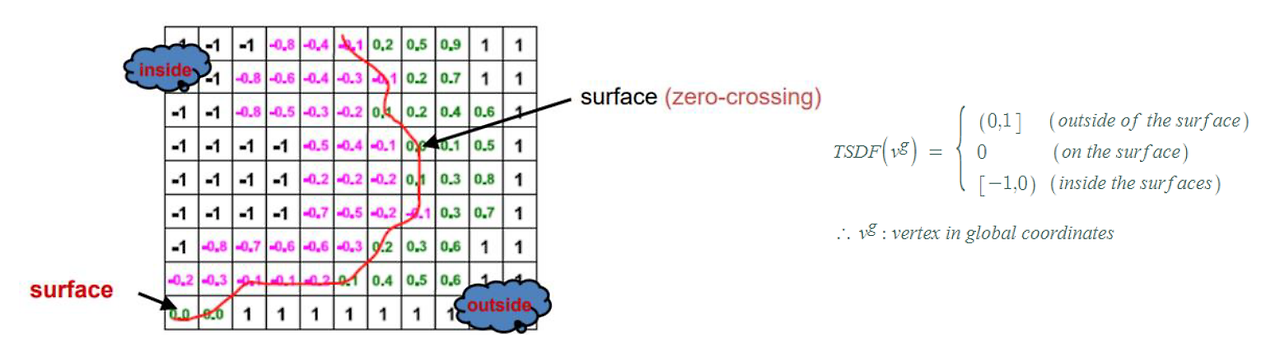 -1 -1 -1 -0.8 -0.4 -0.1 0.2 0.5 0.9 1 1
inside -1 -0.8 -0.6 -0.4 -0.3 -0.1 0.2 0.7 1 1
-1 -1 -0.8 -0.5 -0.3 -0.2 0.1 0.2 0.4 0.6 1
surface (zero-crossing)
-1 -1 -1 -1 -0.5 -0.4 -0.1 0.0 0.1 0.5 1
-1 -1 -1 -1 -0.2 -0.2 -0.2 0.1 0.3 0.8 1
-1 -1 -1 -1 -0.7 -0.5 -0.2 -0.1 0.3 0.7 1
-1 -0.8 -0.7 -0.6 -0.6 -0.3 0.2 0.3 0.6 1 1
-0.2 -0.3 -0.1 -0.1 -0.2 0.1 0.4 0.5 0.6 1 1
surface
0.0 0.0 1 1 1 1 1 1 1 outside
(0,1] (outside of the surface)
TSDF(vᵍ) = { 0 (on the surface)
[−1,0) (inside the surfaces)
∴ vᵍ : vertex in global coordinates